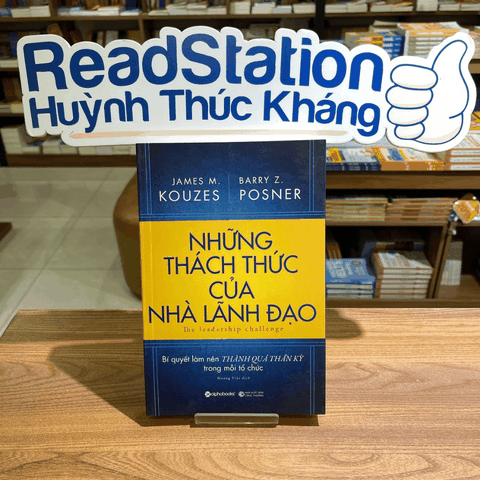 ReadStation
Huỳnh Thúc Kháng
JAMES M. BARRY Z.
KOUZES POSNER
NHỮNG
THÁCH THỨC
CỦA
NHÀ LÃNH ĐẠO
The leadership challenge
Bí quyết làm nên THÀNH QUẢ THẦN KỲ
trong mỗi tổ chức
alphabooks